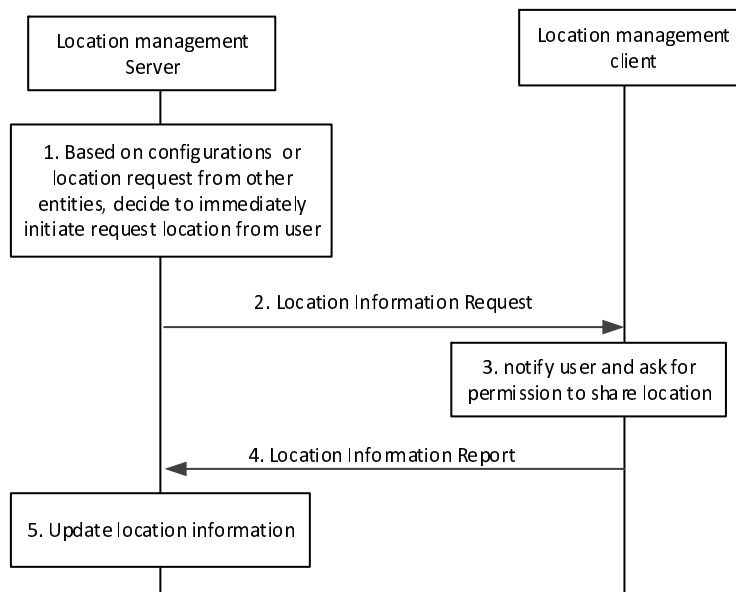 Location management
Server
Location management
client
1. Based on configurations or
location request from other
entities, decide to immediately
initiate request location from user
2. Location Information Request
3. notify user and ask for
permission to share location
4. Location Information Report
5. Update location information